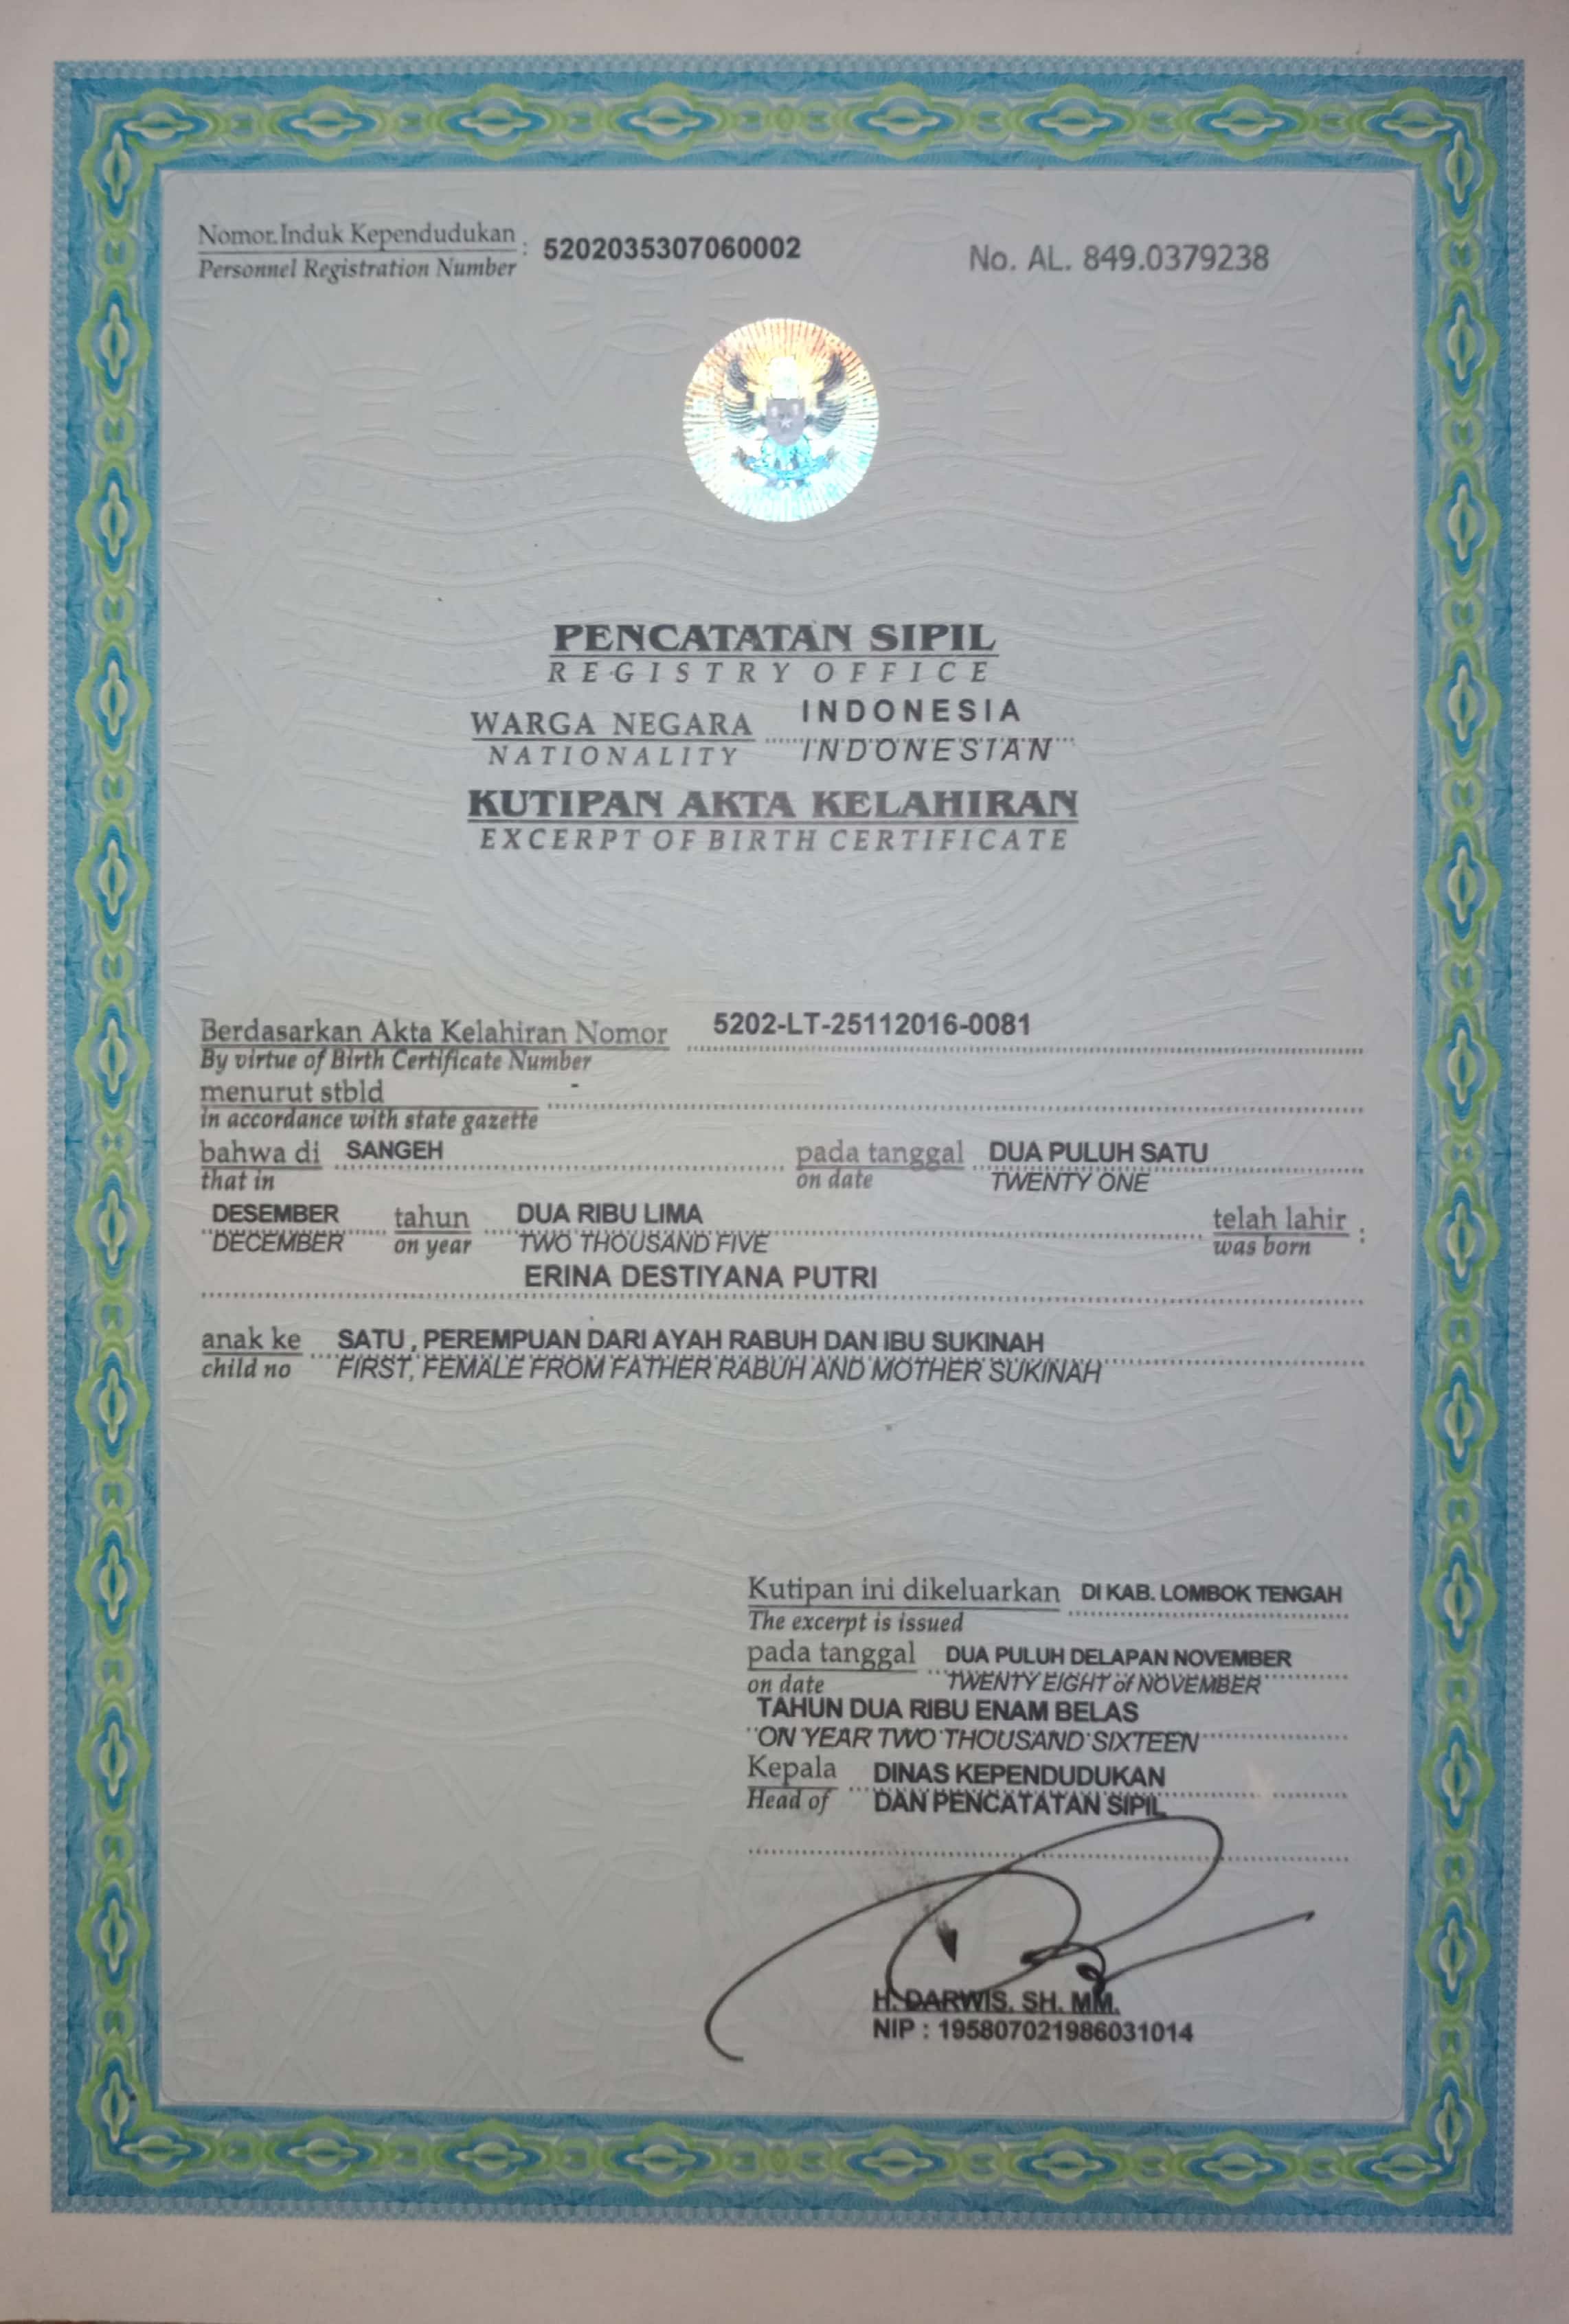 Nomor Induk Kependudukan : 5202035307060002 No. AL. 849.0379238
Personnel Registration Number
PENCATATAN SIPIL
REGISTRY OFFICE
WARGA NEGARA INDONESIA
NATIONALITY INDONESIAN
KUTIPAN AKTA KELAHIRAN
EXCERPT OF BIRTH CERTIFICATE
Berdasarkan Akta Kelahiran Nomor 5202-LT-25112016-0081
By virtue of Birth Certificate Number
menurut stbld -
in accordance with state gazette
bahwa di SANGEH pada tanggal DUA PULUH SATU
that in on date TWENTY ONE
DESEMBER tahun DUA RIBU LIMA telah lahir :
DECEMBER on year TWO THOUSAND FIVE was born
ERINA DESTIYANA PUTRI
anak ke SATU , PEREMPUAN DARI AYAH RABUH DAN IBU SUKINAH
child no FIRST, FEMALE FROM FATHER RABUH AND MOTHER SUKINAH
Kutipan ini dikeluarkan DI KAB. LOMBOK TENGAH
The excerpt is issued
pada tanggal DUA PULUH DELAPAN NOVEMBER
on date TWENTY EIGHT of NOVEMBER
TAHUN DUA RIBU ENAM BELAS
ON YEAR TWO THOUSAND SIXTEEN
Kepala DINAS KEPENDUDUKAN
Head of DAN PENCATATAN SIPIL
H. DARWIS. SH. MM.
NIP : 195807021986031014